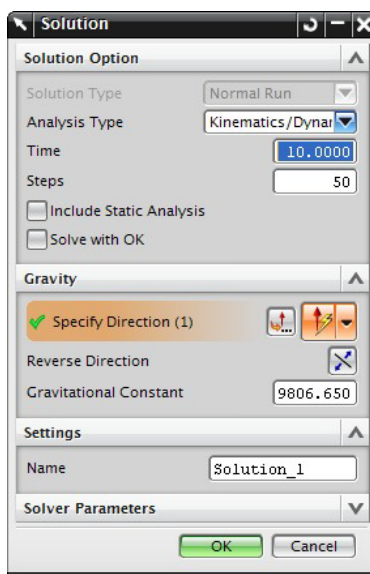 Solution
Solution Option
Solution Type Normal Run
Analysis Type Kinematics/Dynar
Time 10.0000
Steps 50
Include Static Analysis
Solve with OK
Gravity
Specify Direction (1)
Reverse Direction
Gravitational Constant 9806.650
Settings
Name Solution_1
Solver Parameters
OK Cancel